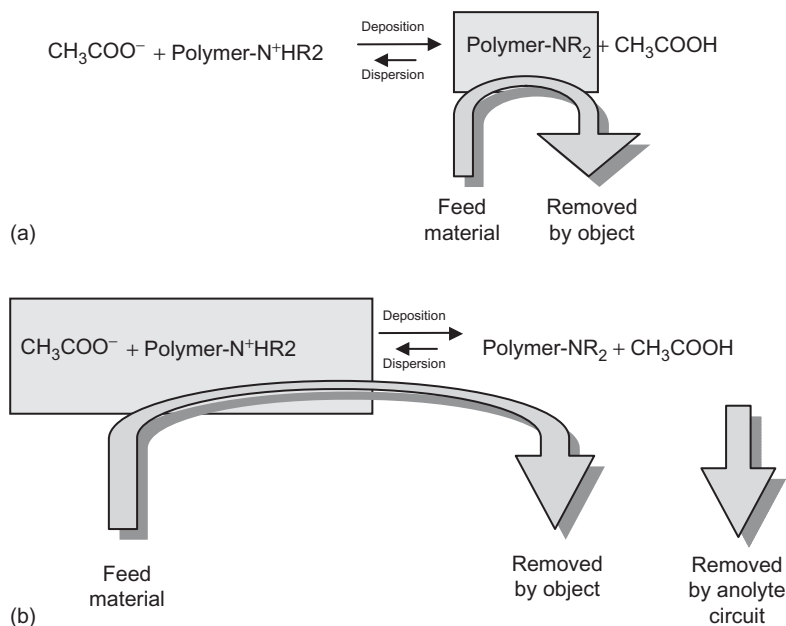 Deposition
CH₃COO⁻ + Polymer-N⁺HR2
Polymer-NR₂ + CH₃COOH
Dispersion
Feed
material
Removed
by object
(a)
Deposition
CH₃COO⁻ + Polymer-N⁺HR2
Polymer-NR₂ + CH₃COOH
Dispersion
Feed
material
Removed
by object
Removed
by anolyte
circuit
(b)